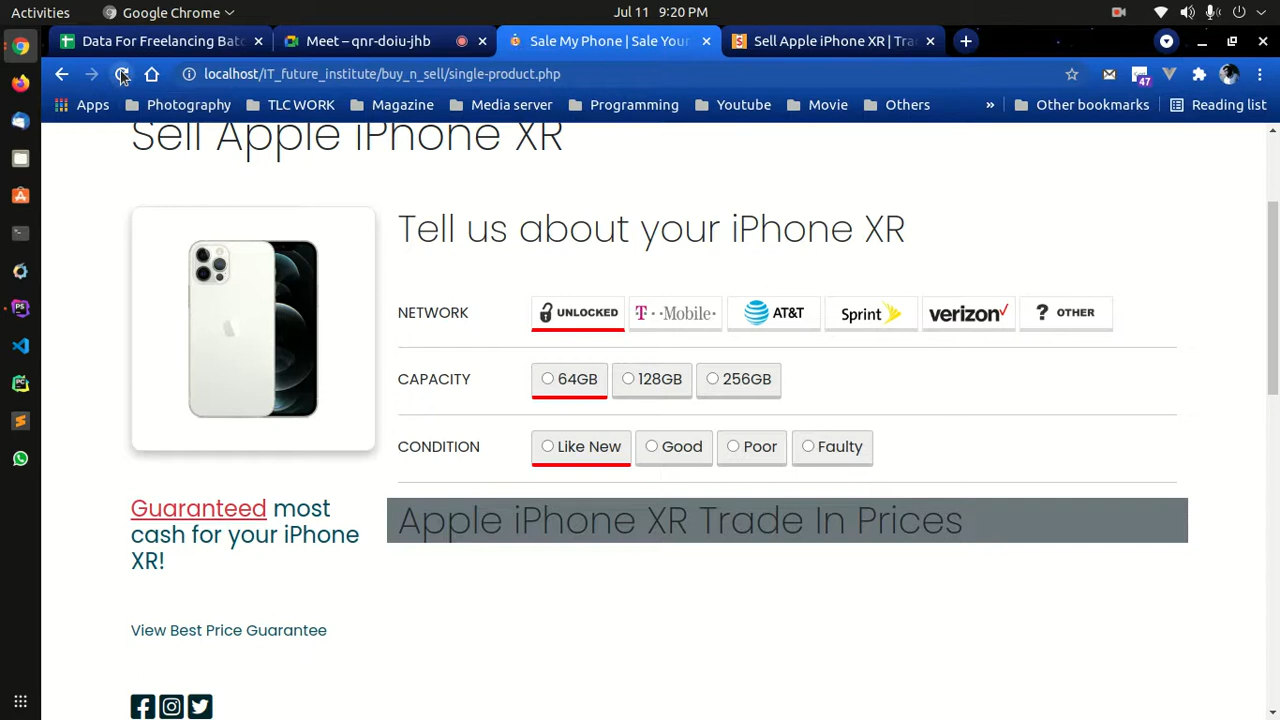 Activities Google Chrome Jul 11 9:20 PM
Data For Freelancing Batc Meet – qnr-doiu-jhb Sale My Phone | Sale Your Sell Apple iPhone XR | Tra
localhost/IT_future_institute/buy_n_sell/single-product.php 47
Apps Photography TLC WORK Magazine Media server Programming Youtube Movie Others » Other bookmarks Reading list
Sell Apple iPhone XR
Tell us about your iPhone XR
NETWORK UNLOCKED T··Mobile· AT&T Sprint verizon ? OTHER
CAPACITY 64GB 128GB 256GB
CONDITION Like New Good Poor Faulty
Apple iPhone XR Trade In Prices
Guaranteed most
cash for your iPhone
XR!
View Best Price Guarantee